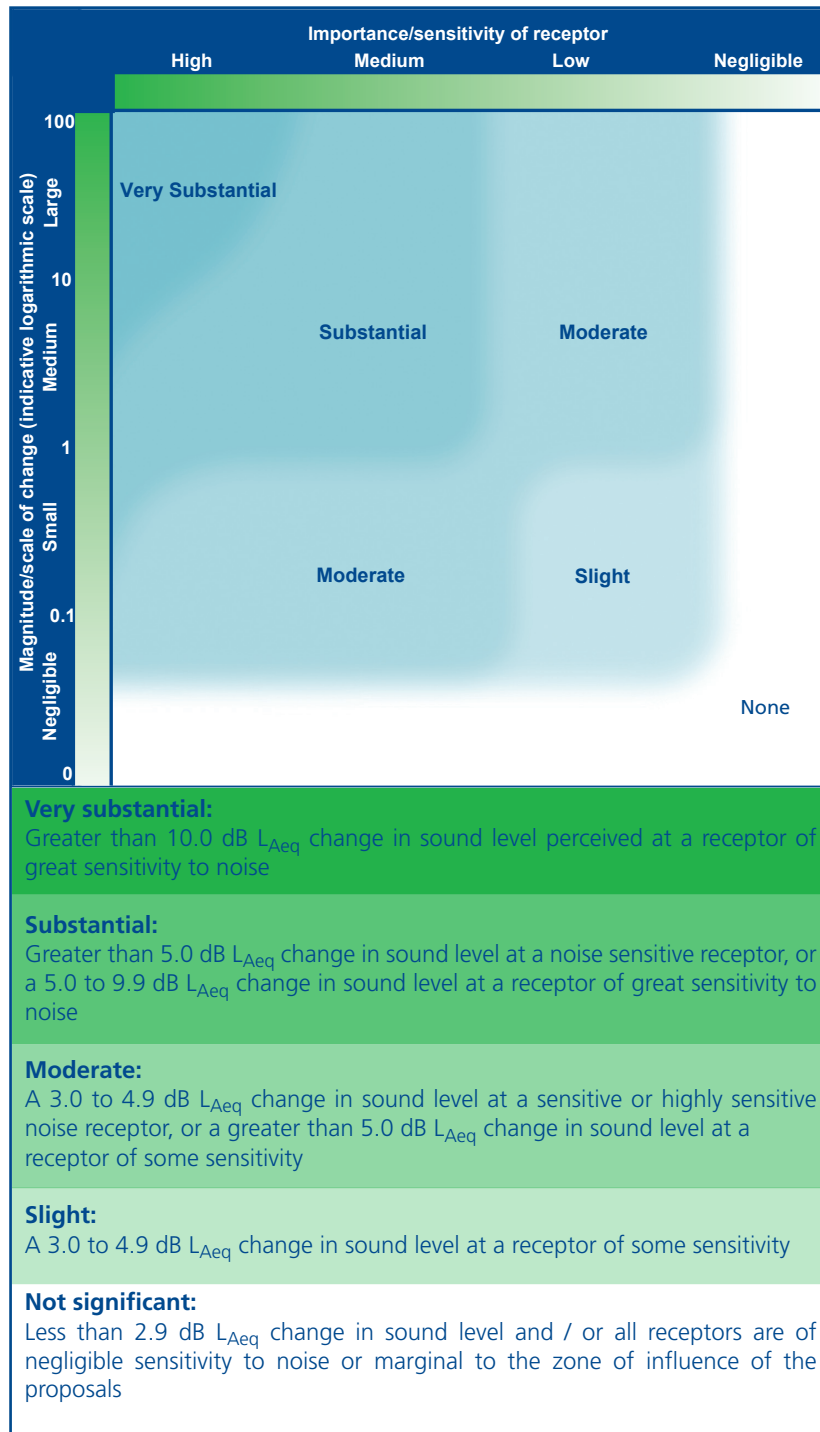 Importance/sensitivity of receptor
High Medium Low Negligible
Magnitude/scale of change (indicative logarithmic scale)
100
Large
10
Medium
1
Small
0.1
Negligible
0
Very Substantial
Substantial
Moderate
Moderate
Slight
None
Very substantial:
Greater than 10.0 dB LAeq change in sound level perceived at a receptor of
great sensitivity to noise
Substantial:
Greater than 5.0 dB LAeq change in sound level at a noise sensitive receptor, or
a 5.0 to 9.9 dB LAeq change in sound level at a receptor of great sensitivity to
noise
Moderate:
A 3.0 to 4.9 dB LAeq change in sound level at a sensitive or highly sensitive
noise receptor, or a greater than 5.0 dB LAeq change in sound level at a
receptor of some sensitivity
Slight:
A 3.0 to 4.9 dB LAeq change in sound level at a receptor of some sensitivity
Not significant:
Less than 2.9 dB LAeq change in sound level and / or all receptors are of
negligible sensitivity to noise or marginal to the zone of influence of the
proposals